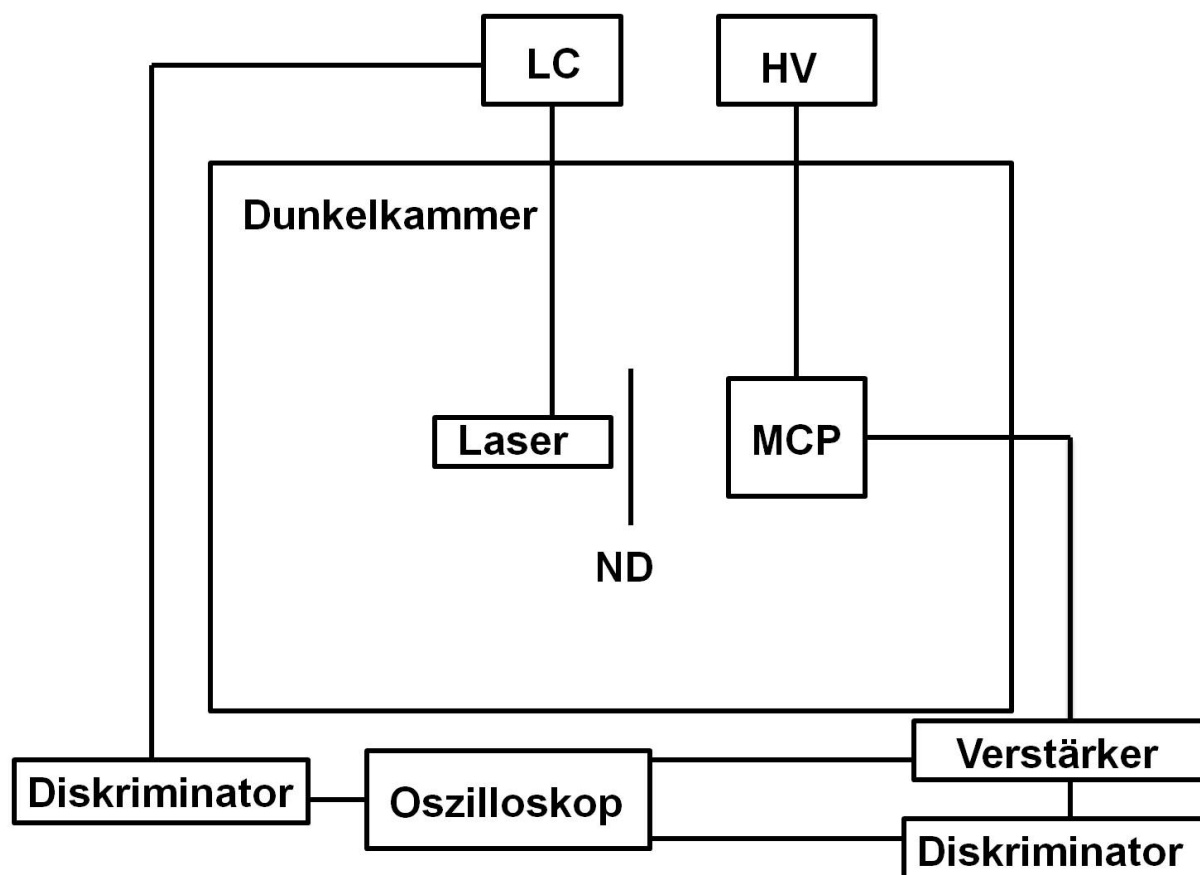 LC
HV
Dunkelkammer
Laser
MCP
ND
Verstärker
Diskriminator
Oszilloskop
Diskriminator